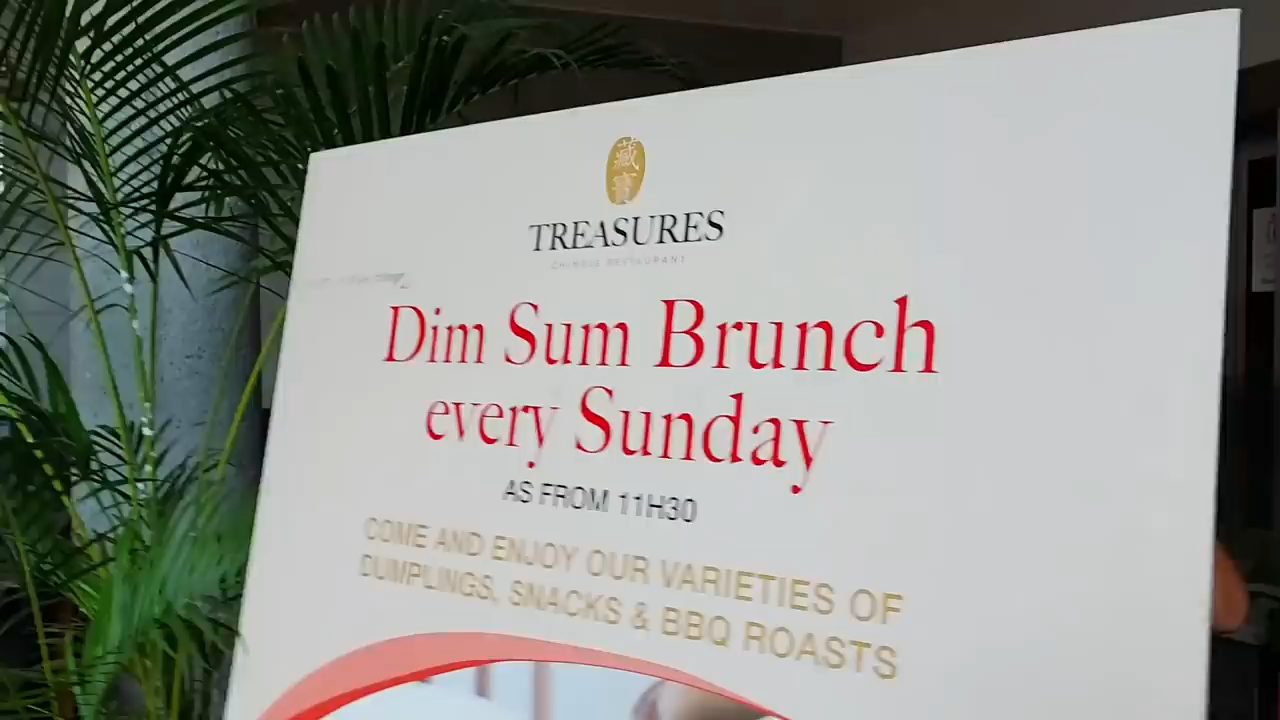 藏
寶
TREASURES
CHINESE RESTAURANT
Dim Sum Brunch
every Sunday
AS FROM 11H30
COME AND ENJOY OUR VARIETIES OF
DUMPLINGS, SNACKS & BBQ ROASTS